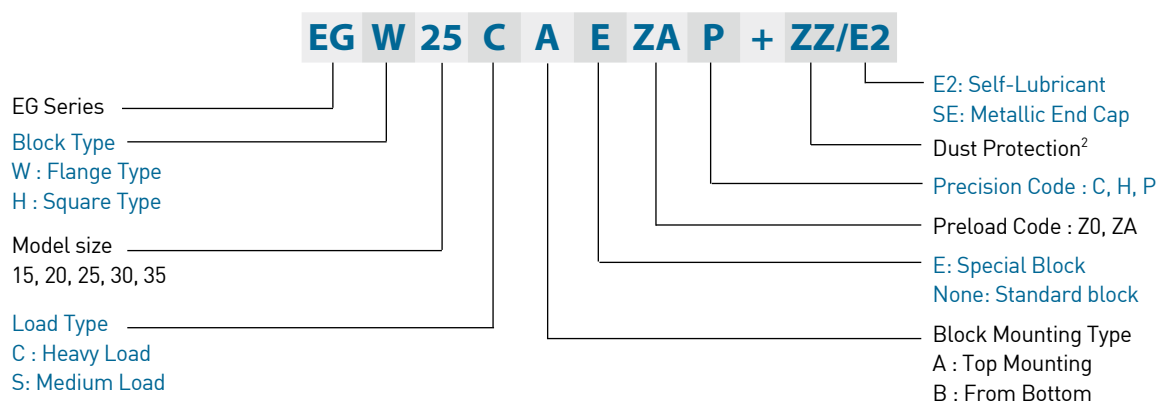 EG W 25 C A E ZA P + ZZ/E2
EG Series
Block Type
W : Flange Type
H : Square Type
Model size
15, 20, 25, 30, 35
Load Type
C : Heavy Load
S: Medium Load
E2: Self-Lubricant
SE: Metallic End Cap
Dust Protection²
Precision Code : C, H, P
Preload Code : Z0, ZA
E: Special Block
None: Standard block
Block Mounting Type
A : Top Mounting
B : From Bottom